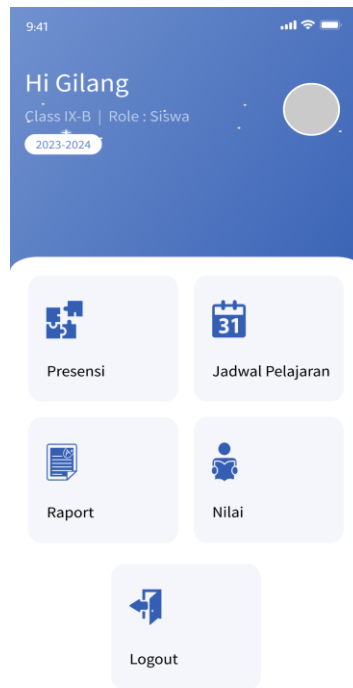 9:41
Hi Gilang
Class IX-B | Role : Siswa
2023-2024
31
Presensi
Jadwal Pelajaran
Raport
Nilai
Logout